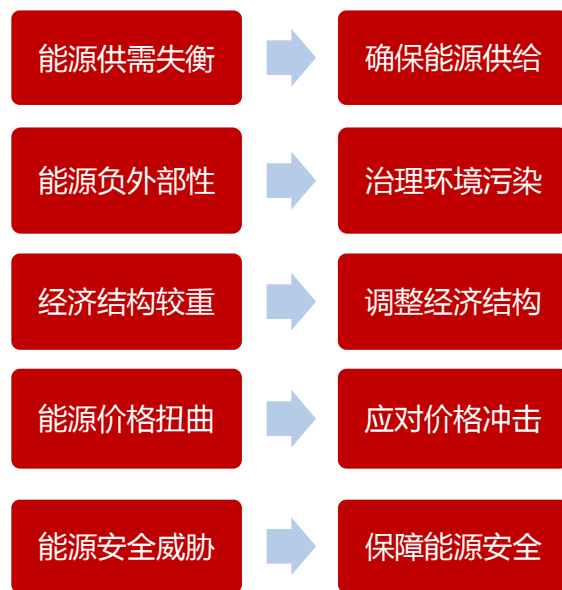 能源供需失衡
确保能源供给
能源负外部性
治理环境污染
经济结构较重
调整经济结构
能源价格扭曲
应对价格冲击
能源安全威胁
保障能源安全